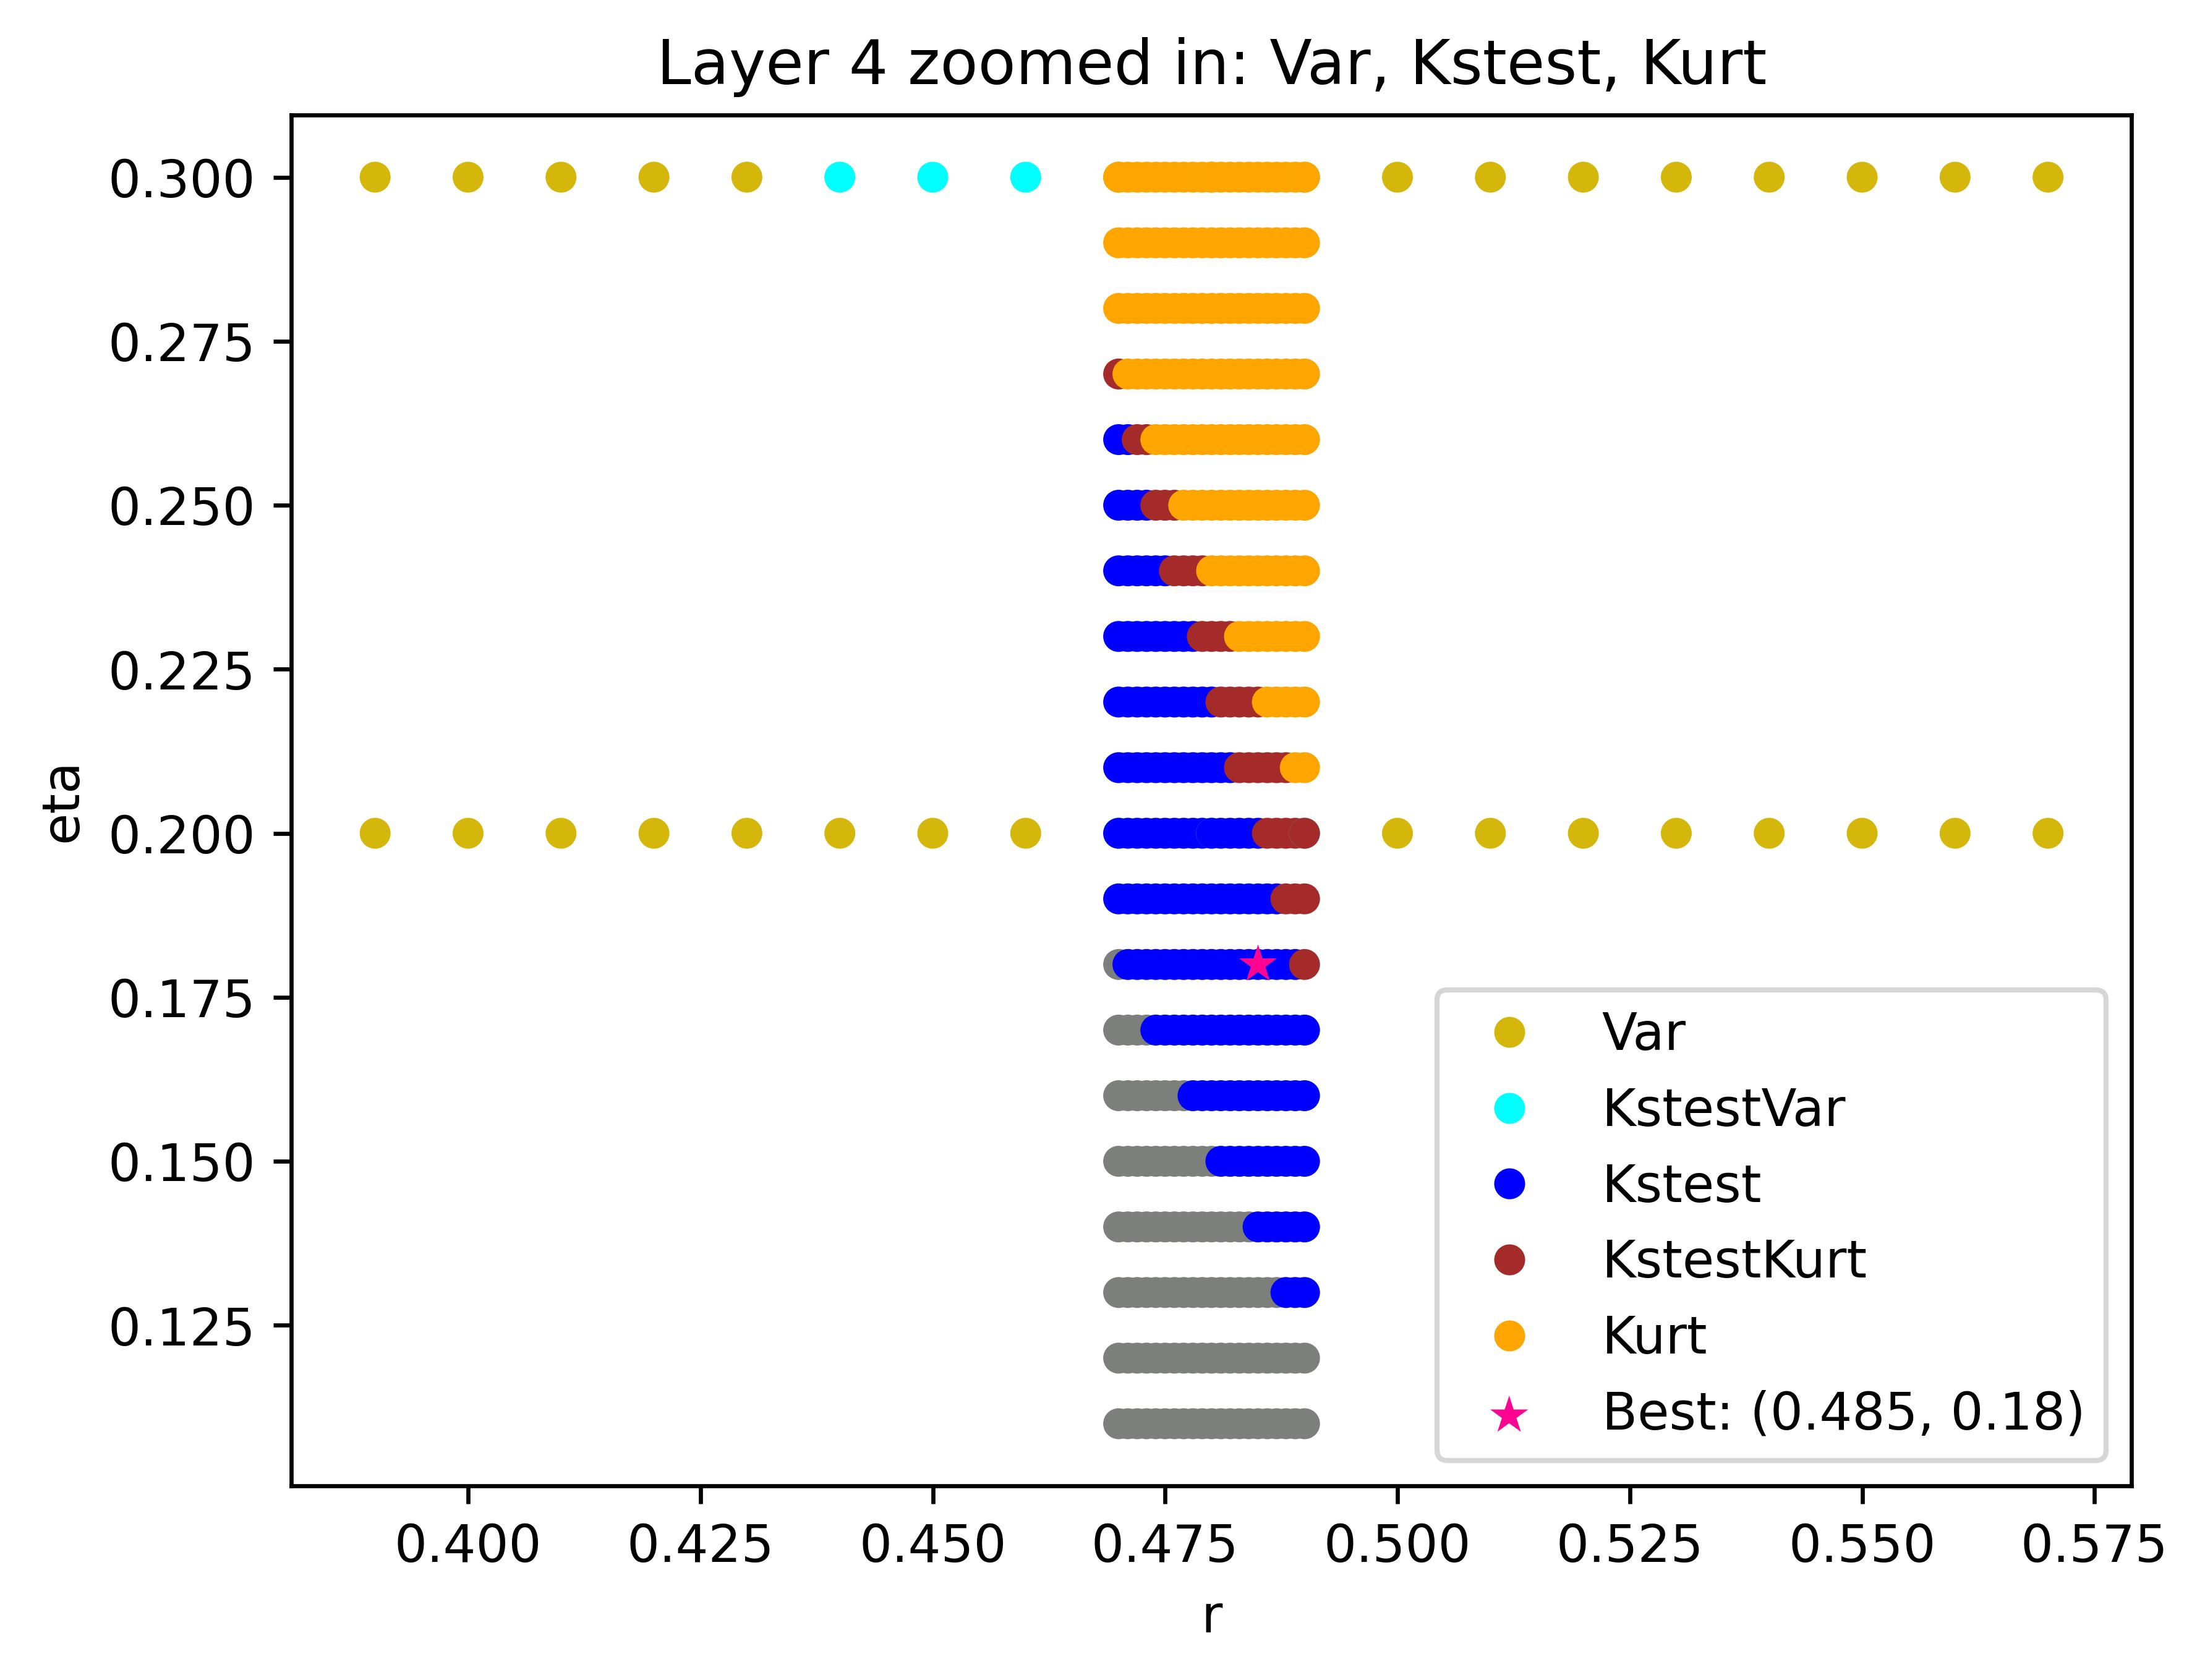 Layer 4 zoomed in: Var, Kstest, Kurt
0.300
0.275
0.250
0.225
0.200
0.175
0.150
0.125
eta
Var
KstestVar
Kstest
KstestKurt
Kurt
Best: (0.485, 0.18)
0.400 0.425 0.450 0.475 0.500 0.525 0.550 0.575
r